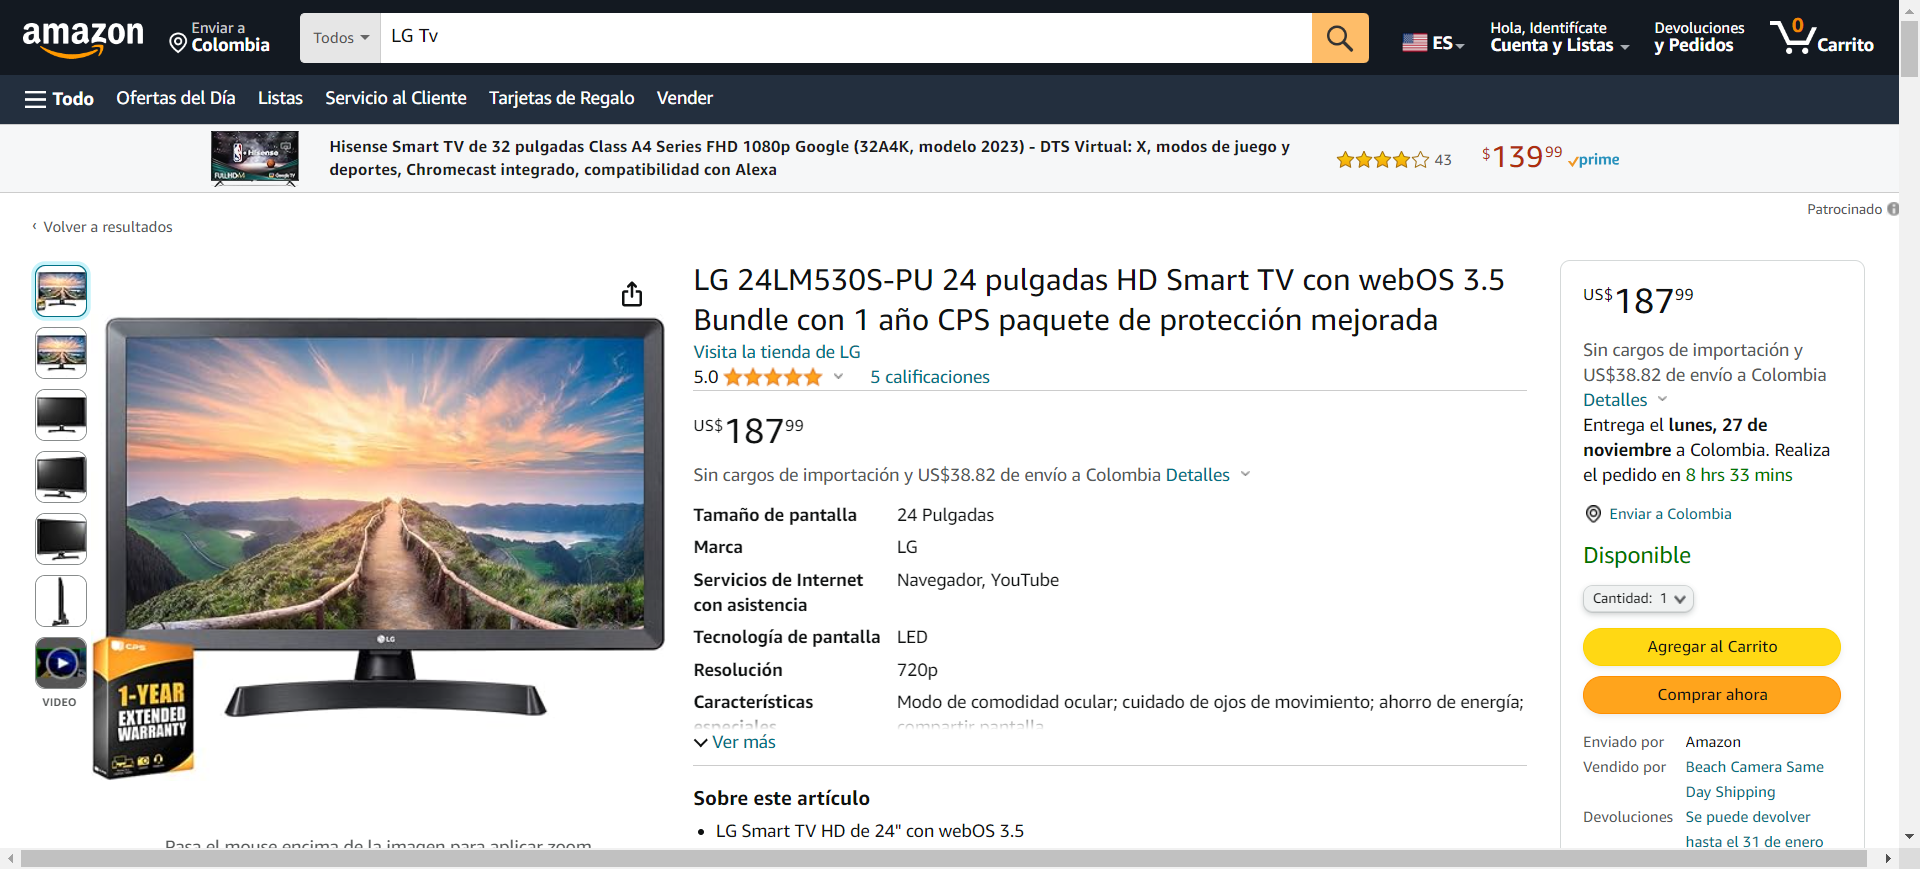 amazon
Enviar a
Colombia
Todos
LG Tv
ES
Hola, Identifícate
Cuenta y Listas
Devoluciones
y Pedidos
0
Carrito
Todo
Ofertas del Día
Listas
Servicio al Cliente
Tarjetas de Regalo
Vender
Hisense Smart TV de 32 pulgadas Class A4 Series FHD 1080p Google (32A4K, modelo 2023) - DTS Virtual: X, modos de juego y
deportes, Chromecast integrado, compatibilidad con Alexa
43
$13999
prime
Patrocinado
‹ Volver a resultados
VIDEO
LG
CPS
1-YEAR
EXTENDED
WARRANTY
Pasa el mouse encima de la imagen para aplicar zoom
LG 24LM530S-PU 24 pulgadas HD Smart TV con webOS 3.5
Bundle con 1 año CPS paquete de protección mejorada
Visita la tienda de LG
5.0
5 calificaciones
US$18799
Sin cargos de importación y US$38.82 de envío a Colombia Detalles
Tamaño de pantalla 24 Pulgadas
Marca LG
Servicios de Internet Navegador, YouTube
con asistencia
Tecnología de pantalla LED
Resolución 720p
Características Modo de comodidad ocular; cuidado de ojos de movimiento; ahorro de energía;
especiales compartir pantalla
Ver más
Sobre este artículo
• LG Smart TV HD de 24" con webOS 3.5
US$18799
Sin cargos de importación y
US$38.82 de envío a Colombia
Detalles
Entrega el lunes, 27 de
noviembre a Colombia. Realiza
el pedido en 8 hrs 33 mins
Enviar a Colombia
Disponible
Cantidad: 1
Agregar al Carrito
Comprar ahora
Enviado por Amazon
Vendido por Beach Camera Same
Day Shipping
Devoluciones Se puede devolver
hasta el 31 de enero